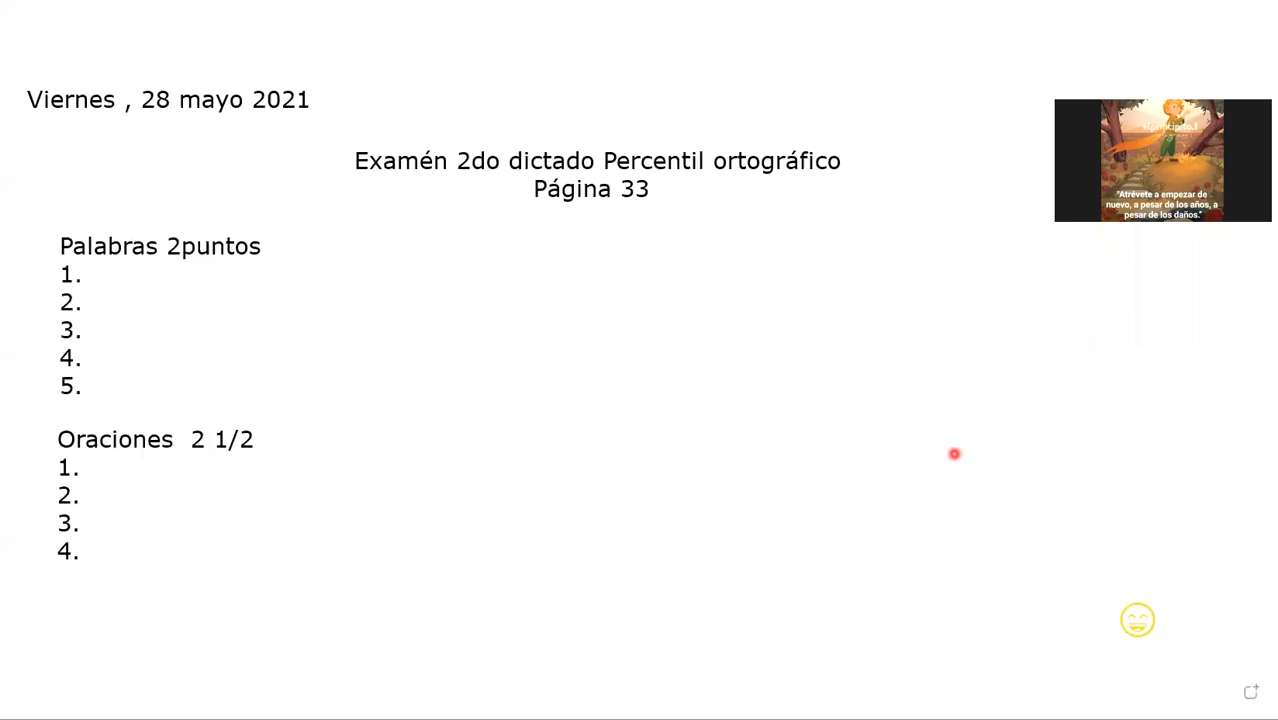 Viernes , 28 mayo 2021
Examén 2do dictado Percentil ortográfico
Página 33
Palabras 2puntos
1.
2.
3.
4.
5.
Oraciones  2 1/2
1.
2.
3.
4.
"Atrévete a empezar de
nuevo, a pesar de los años, a
pesar de los daños."